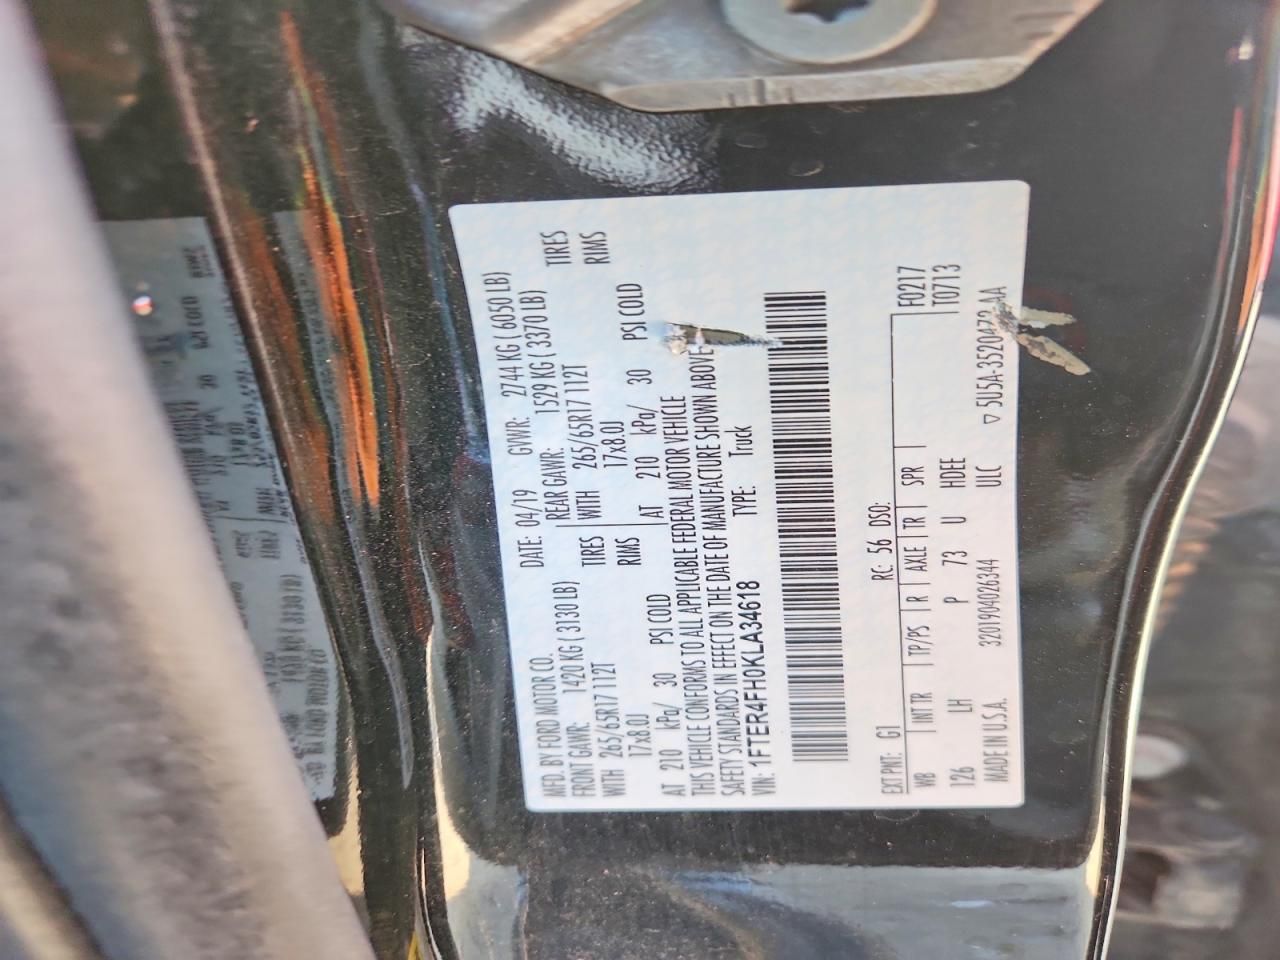 MFD. BY FORD MOTOR CO. DATE: 04/19 GVWR: 2744 KG ( 6050 LB)
FRONT GAWR: 1420 KG ( 3130 LB) REAR GAWR: 1529 KG ( 3370 LB)
WITH 265/65R17 112T TIRES WITH 265/65R17 112T TIRES
17x8.0J RIMS 17x8.0J RIMS
AT 210 kPa/ 30 PSI COLD AT 210 kPa/ 30 PSI COLD
THIS VEHICLE CONFORMS TO ALL APPLICABLE FEDERAL MOTOR VEHICLE
SAFETY STANDARDS IN EFFECT ON THE DATE OF MANUFACTURE SHOWN ABOVE
VIN: 1FTER4FH0KLA34618 TYPE: Truck
EXT PNT: G1 RC: 56 DSO: F0217
WB INT TR TP/PS R AXLE TR SPR T0713
126 LH P 73 U HDEE
MADE IN U.S.A. 3201904026344 ULC ▽ 5U5A-3520472-AA